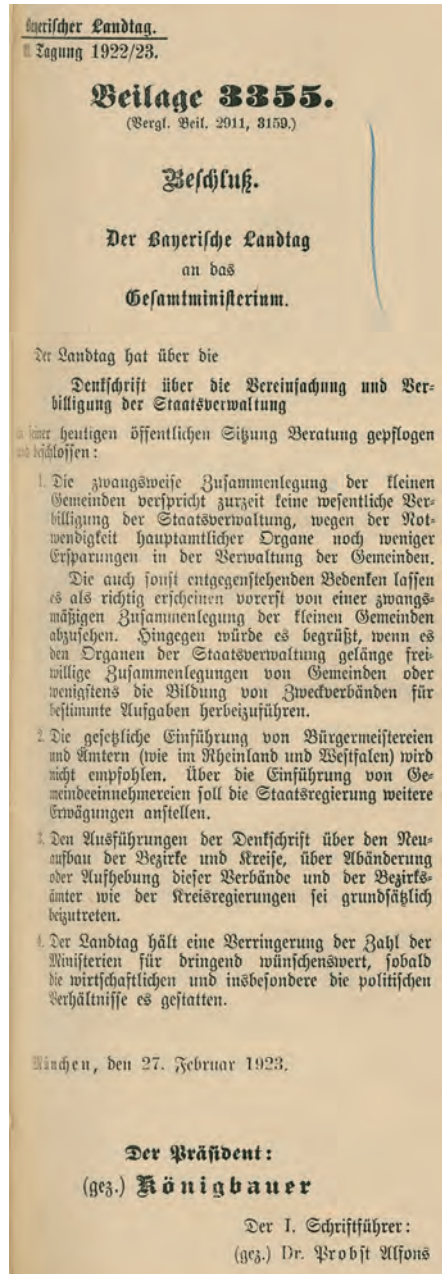 Bayerischer Landtag.
Tagung 1922/23.
Beilage 3355.
(Vergl. Beil. 2911, 3159.)
Beschluß.
Der Bayerische Landtag
an das
Gesamtministerium.
Der Landtag hat über die
Denkschrift über die Vereinfachung und Ver-
billigung der Staatsverwaltung
in seiner heutigen öffentlichen Sitzung Beratung gepflogen
und beschlossen:
1. Die zwangsweise Zusammenlegung der kleinen
Gemeinden verspricht zurzeit keine wesentliche Ver-
billigung der Staatsverwaltung, wegen der Not-
wendigkeit hauptamtlicher Organe noch weniger
Ersparungen in der Verwaltung der Gemeinden.
Die auch sonst entgegenstehenden Bedenken lassen
es als richtig erscheinen vorerst von einer zwangs-
mäßigen Zusammenlegung der kleinen Gemeinden
abzusehen. Hingegen würde es begrüßt, wenn es
den Organen der Staatsverwaltung gelänge frei-
willige Zusammenlegungen von Gemeinden oder
wenigstens die Bildung von Zweckverbänden für
bestimmte Aufgaben herbeizuführen.
2. Die gesetzliche Einführung von Bürgermeistereien
und Ämtern (wie im Rheinland und Westfalen) wird
nicht empfohlen. Über die Einführung von Ge-
meindeeinnehmereien soll die Staatsregierung weitere
Erwägungen anstellen.
3. Den Ausführungen der Denkschrift über den Neu-
aufbau der Bezirke und Kreise, über Abänderung
oder Aufhebung dieser Verbände und der Bezirks-
ämter wie der Kreisregierungen sei grundsätzlich
beizutreten.
4. Der Landtag hält eine Verringerung der Zahl der
Ministerien für dringend wünschenswert, sobald
die wirtschaftlichen und insbesondere die politischen
Verhältnisse es gestatten.
München, den 27. Februar 1923.
Der Präsident:
(gez.) Königbauer
Der I. Schriftführer:
(gez.) Dr. Probst Alfons